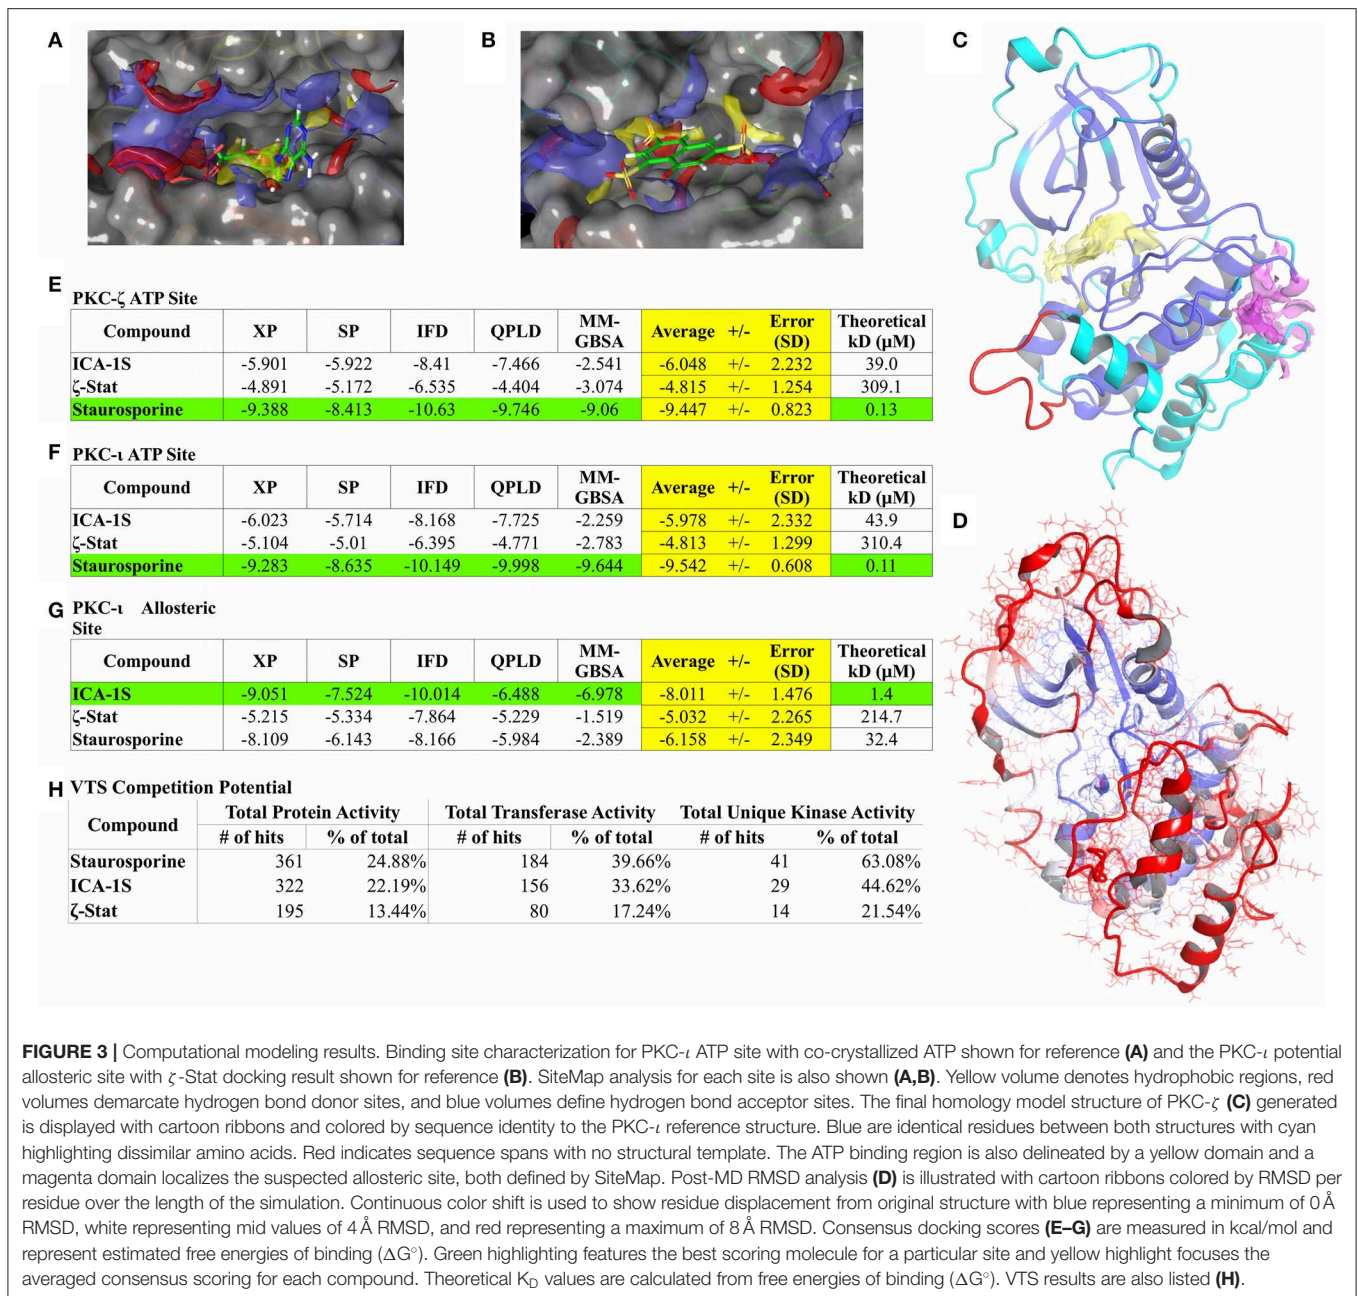 A
B
C
E PKC-ζ ATP Site
Compound XP SP IFD QPLD MM-GBSA Average +/- Error (SD) Theoretical kD (µM)
ICA-1S -5.901 -5.922 -8.41 -7.466 -2.541 -6.048 +/- 2.232 39.0
ζ-Stat -4.891 -5.172 -6.535 -4.404 -3.074 -4.815 +/- 1.254 309.1
Staurosporine -9.388 -8.413 -10.63 -9.746 -9.06 -9.447 +/- 0.823 0.13
F PKC-ι ATP Site
Compound XP SP IFD QPLD MM-GBSA Average +/- Error (SD) Theoretical kD (µM)
ICA-1S -6.023 -5.714 -8.168 -7.725 -2.259 -5.978 +/- 2.332 43.9
ζ-Stat -5.104 -5.01 -6.395 -4.771 -2.783 -4.813 +/- 1.299 310.4
Staurosporine -9.283 -8.635 -10.149 -9.998 -9.644 -9.542 +/- 0.608 0.11
D
G PKC-ι Allosteric
Site
Compound XP SP IFD QPLD MM-GBSA Average +/- Error (SD) Theoretical kD (µM)
ICA-1S -9.051 -7.524 -10.014 -6.488 -6.978 -8.011 +/- 1.476 1.4
ζ-Stat -5.215 -5.334 -7.864 -5.229 -1.519 -5.032 +/- 2.265 214.7
Staurosporine -8.109 -6.143 -8.166 -5.984 -2.389 -6.158 +/- 2.349 32.4
H VTS Competition Potential
Compound Total Protein Activity Total Transferase Activity Total Unique Kinase Activity
# of hits % of total # of hits % of total # of hits % of total
Staurosporine 361 24.88% 184 39.66% 41 63.08%
ICA-1S 322 22.19% 156 33.62% 29 44.62%
ζ-Stat 195 13.44% 80 17.24% 14 21.54%
FIGURE 3 | Computational modeling results. Binding site characterization for PKC-ι ATP site with co-crystallized ATP shown for reference (A) and the PKC-ι potential
allosteric site with ζ-Stat docking result shown for reference (B). SiteMap analysis for each site is also shown (A,B). Yellow volume denotes hydrophobic regions, red
volumes demarcate hydrogen bond donor sites, and blue volumes define hydrogen bond acceptor sites. The final homology model structure of PKC-ζ (C) generated
is displayed with cartoon ribbons and colored by sequence identity to the PKC-ι reference structure. Blue are identical residues between both structures with cyan
highlighting dissimilar amino acids. Red indicates sequence spans with no structural template. The ATP binding region is also delineated by a yellow domain and a
magenta domain localizes the suspected allosteric site, both defined by SiteMap. Post-MD RMSD analysis (D) is illustrated with cartoon ribbons colored by RMSD per
residue over the length of the simulation. Continuous color shift is used to show residue displacement from original structure with blue representing a minimum of 0 Å
RMSD, white representing mid values of 4 Å RMSD, and red representing a maximum of 8 Å RMSD. Consensus docking scores (E–G) are measured in kcal/mol and
represent estimated free energies of binding (ΔG°). Green highlighting features the best scoring molecule for a particular site and yellow highlight focuses the
averaged consensus scoring for each compound. Theoretical K_D values are calculated from free energies of binding (ΔG°). VTS results are also listed (H).